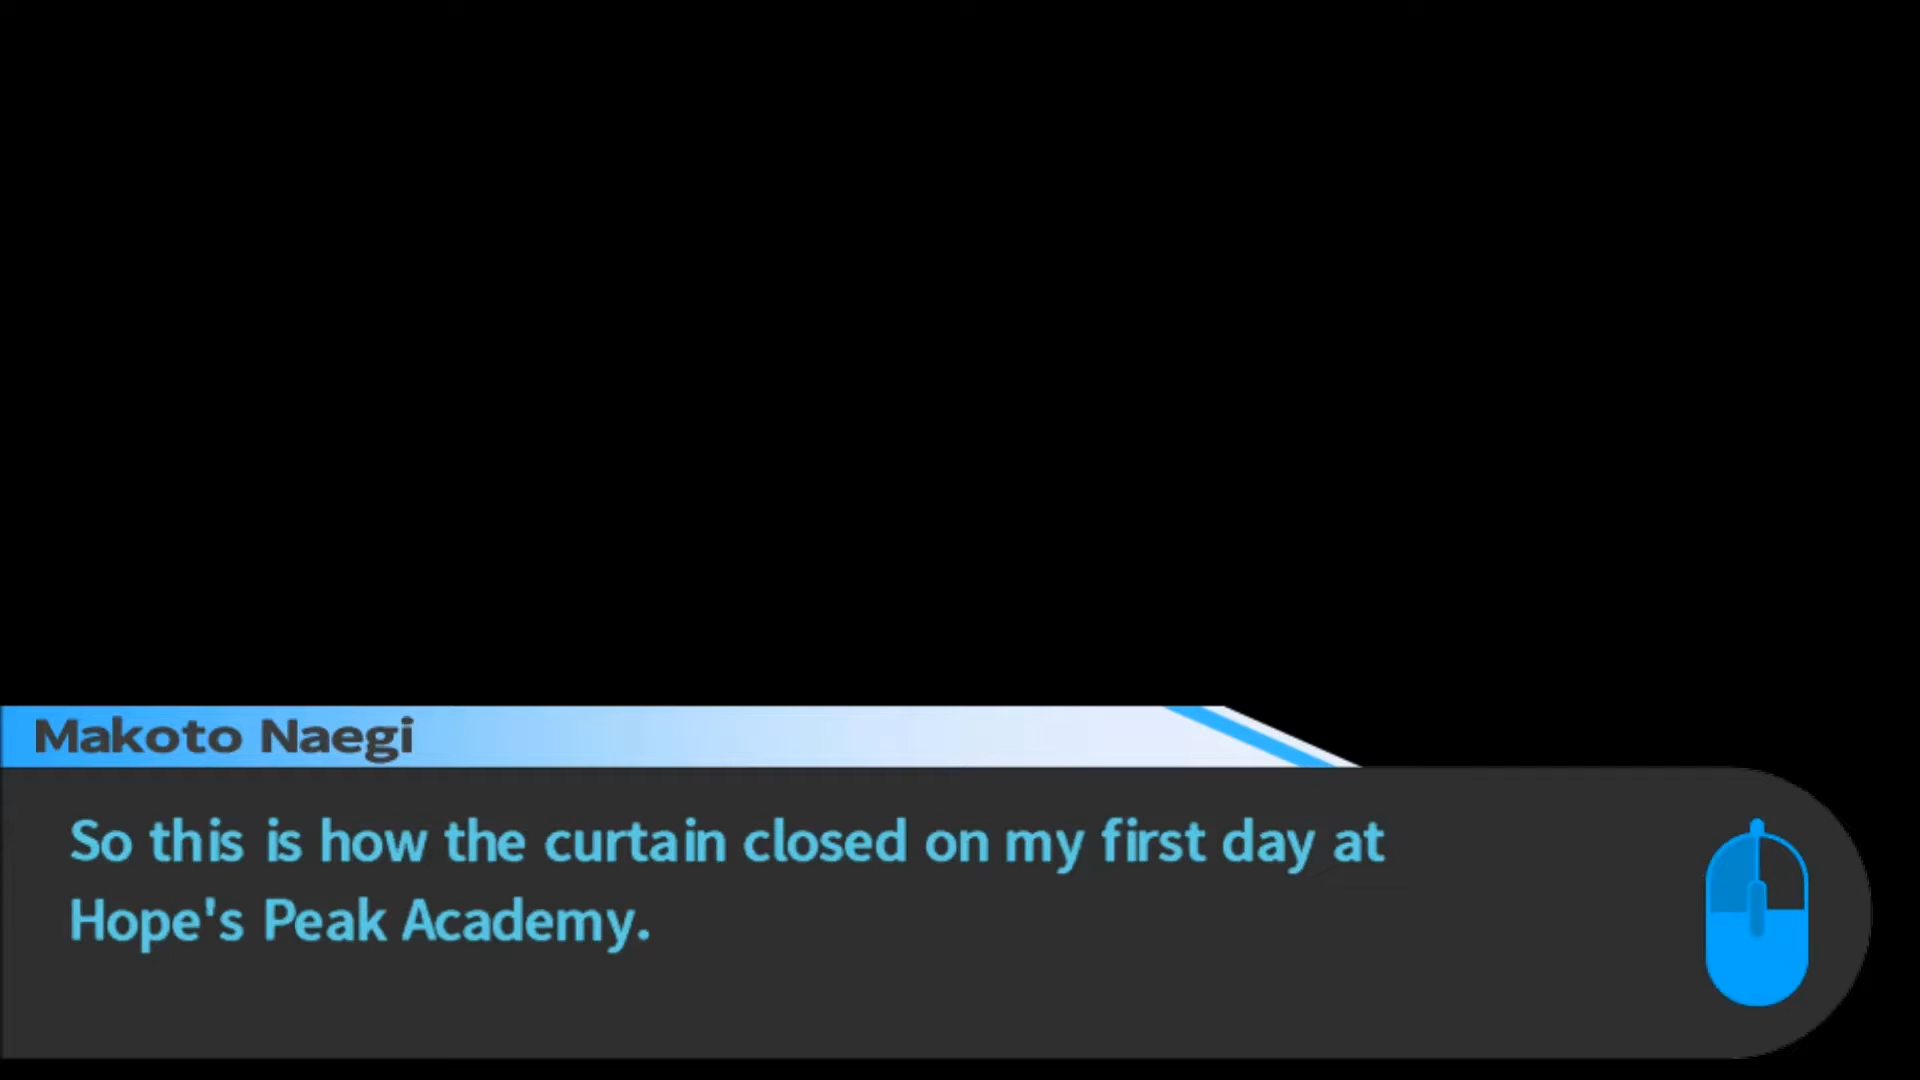 Makoto Naegi
So this is how the curtain closed on my first day at
Hope's Peak Academy.